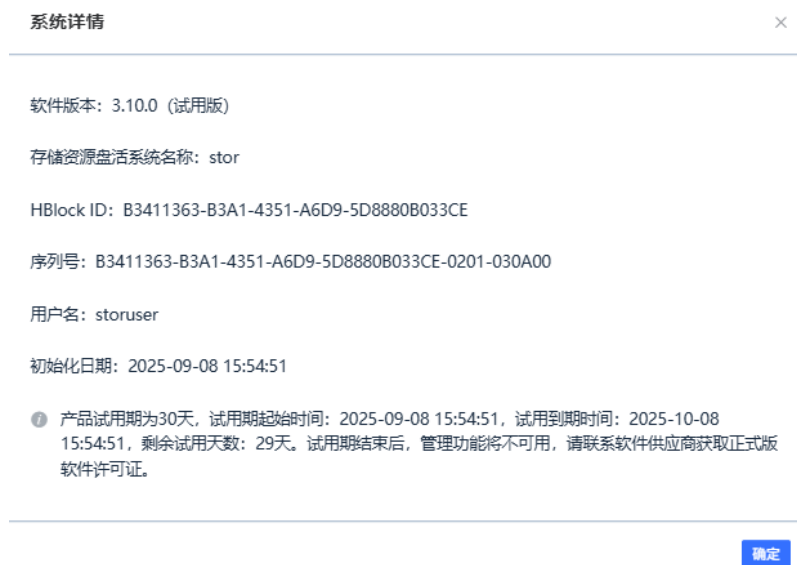 系统详情
软件版本：3.10.0（试用版）
存储资源盘活系统名称：stor
HBlock ID：B3411363-B3A1-4351-A6D9-5D8880B033CE
序列号：B3411363-B3A1-4351-A6D9-5D8880B033CE-0201-030A00
用户名：storuser
初始化日期：2025-09-08 15:54:51
产品试用期为30天，试用期起始时间：2025-09-08 15:54:51，试用到期时间：2025-10-08
15:54:51，剩余试用天数：29天。试用期结束后，管理功能将不可用，请联系软件供应商获取正式版
软件许可证。
确定